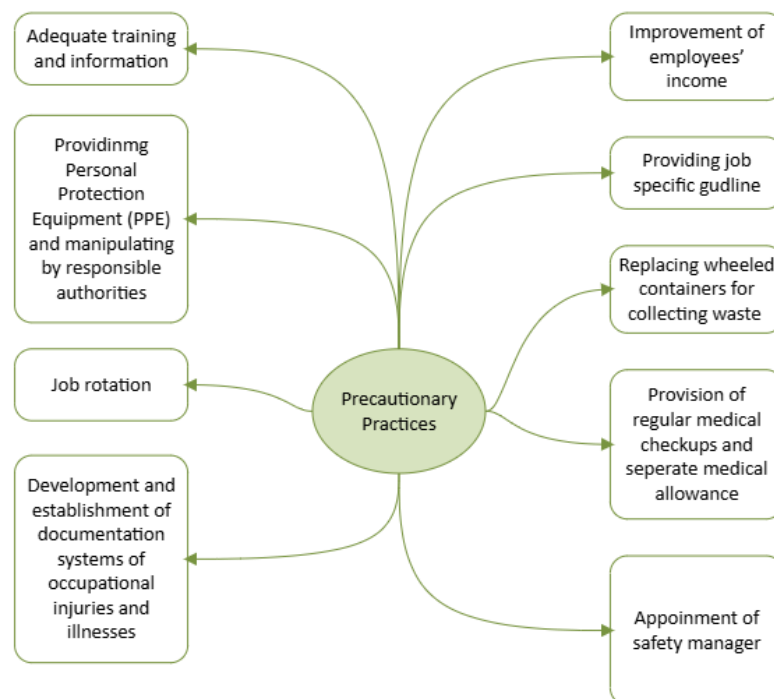 Adequate training
and information
Providinmg
Personal
Protection
Equipment (PPE)
and manipulating
by responsible
authorities
Job rotation
Development and
establishment of
documentation
systems of
occupational
injuries and
illnesses
Precautionary
Practices
Improvement of
employees’
income
Providing job
specific gudline
Replacing wheeled
containers for
collecting waste
Provision of
regular medical
checkups and
seperate medical
allowance
Appoinment of
safety manager